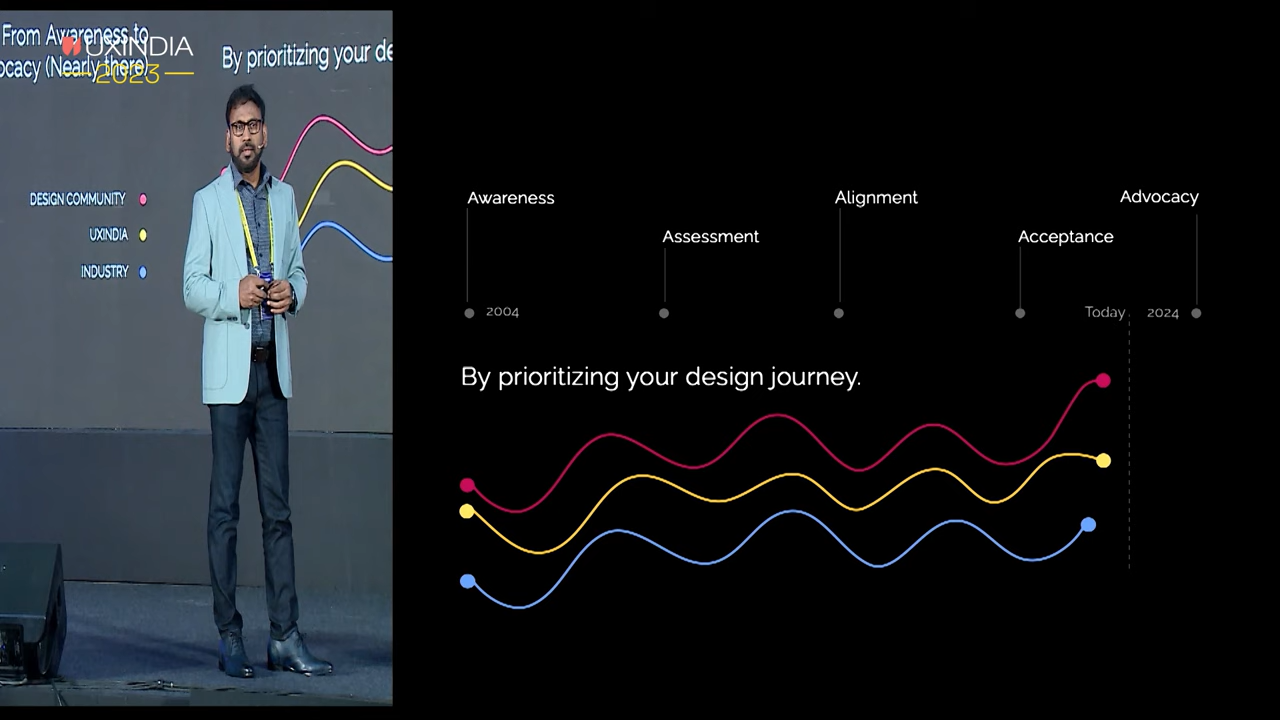 From Awareness to
ocacy (Nearly there)
UXINDIA
2023
By prioritizing your de
DESIGN COMMUNITY
UXINDIA
INDUSTRY
Awareness
Assessment
Alignment
Acceptance
Advocacy
2004
Today
2024
By prioritizing your design journey.